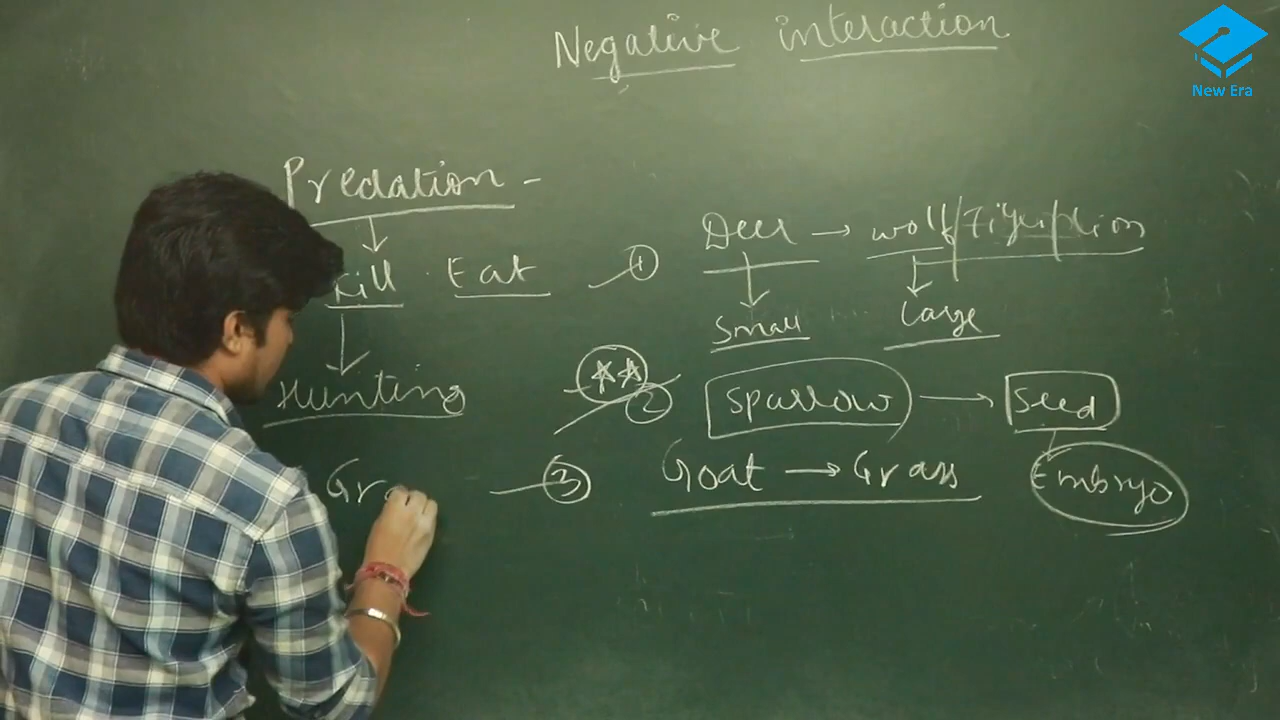 Negative interaction
New Era
Predation -
Kill Eat
Hunting
Gra
1 Deer → wolf/Tiger/lion
Small Large
2 Sparrow → Seed
Embryo
3 Goat → Grass